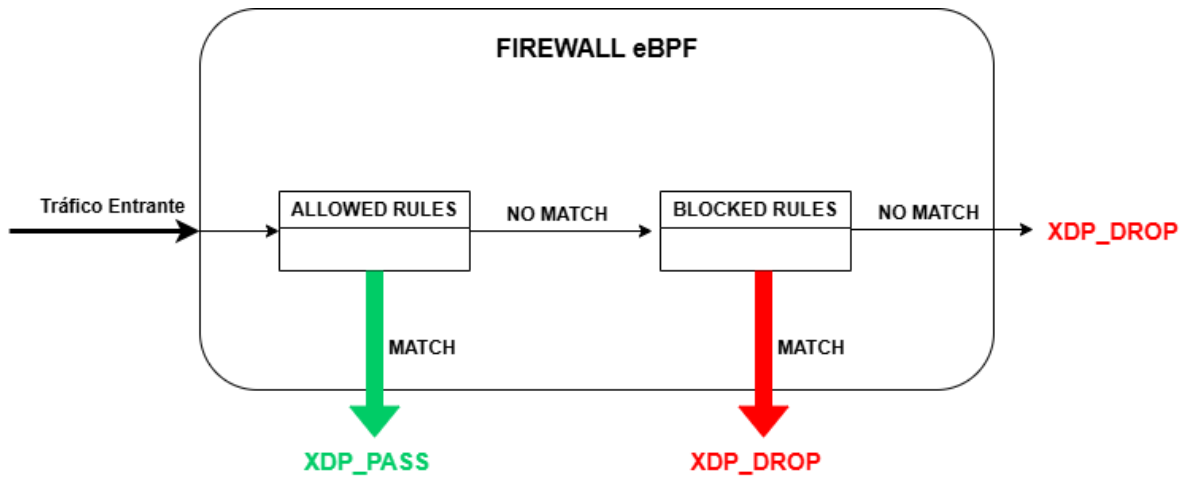 FIREWALL eBPF
Tráfico Entrante
ALLOWED RULES
NO MATCH
BLOCKED RULES
NO MATCH
XDP_DROP
MATCH
MATCH
XDP_PASS
XDP_DROP